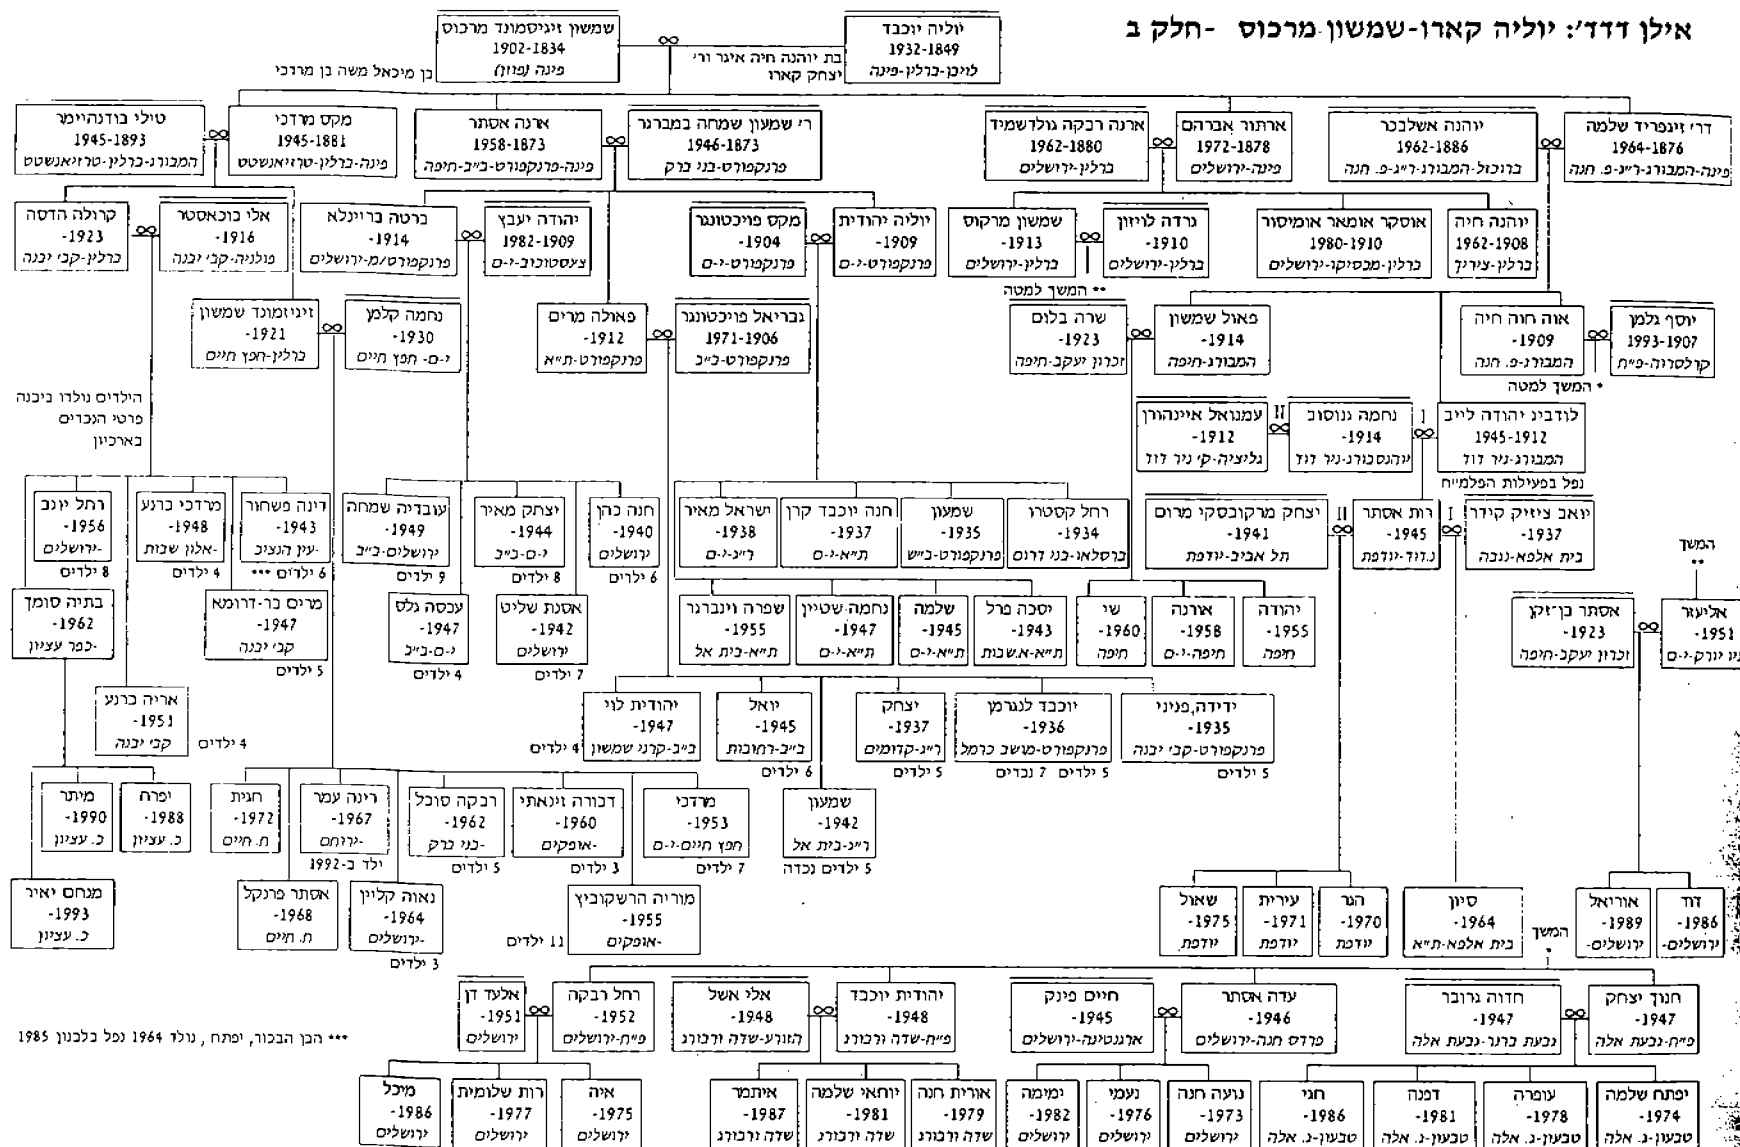 אילן דדד': יוליה קארו-שמשון מרכוס -חלק ב
יוליה יוכבד
1932-1849
לויבן-ברלין-פינה
בת יוהנה חיה איגר ור'
יצחק קארו
שמשון זיגיסמונד מרכוס
1902-1834
פינה (פוזן)
בן מיכאל משה בן מרדכי
דר' זיגפריד שלמה
1964-1876
פינה-המבורג-ר"ג-פ. חנה
יוהנה אשלבכר
1962-1886
ברוכזל-המבורג-ר"ג-פ. חנה
ארתור אברהם
1972-1878
פינה-ירושלים
ארנה רבקה גולדשמיד
1962-1880
ברלין-ירושלים
ר' שמעון שמחה במברגר
1946-1873
פרנקפורט-בני ברק
ארנה אסתר
1958-1873
פינה-פרנקפורט-ב"ב-חיפה
מקס מרדכי
1945-1881
פינה-ברלין-טרזיאנשטט
טילי בודנהיימר
1945-1893
המבורג-ברלין-טרזיאנשטט
יוהנה חיה
1962-1908
ברלין-ציריך
אוסקר אומאר אומיסור
1980-1910
ברלין-מכסיקו-ירושלים
גרדה לויזון
-1910
ברלין-ירושלים
שמשון מרקוס
-1913
ברלין-ירושלים
** המשך למטה
יוליה יהודית
-1909
פרנקפורט-י-ם
מקס פויכטונגר
-1904
פרנקפורט-י-ם
יהודה יעבץ
1982-1909
צנסטוכוב-י-ם
ברטה בריינלא
-1914
פרנקפורט/מ-ירושלים
אלי בוכאסטר
-1916
פולניה-קבי יבנה
קרולה הדסה
-1923
ברלין-קבי יבנה
יוסף גלמן
1993-1907
קרלסרוה-פ"ח
אוה חוה חיה
-1909
המבורג-פ. חנה
* המשך למטה
פאול שמשון
-1914
המבורג-חיפה
שרה בלום
-1923
זכרון יעקב-חיפה
גבריאל פויכטונגר
1971-1906
פרנקפורט-ב"ב
פאולה מרים
-1912
פרנקפורט-ת"א
נחמה קלמן
-1930
י-ם- חפץ חיים
זיגיזמונד שמשון
-1921
ברלין-חפץ חיים
הילדים נולדו ביבנה
פרטי הנכדים
בארכיון
לודביג יהודה לייב
1945-1912
המבורג-ניר דוד
נפל בפעילות הפלמ"ח
I
נחמה גנוסוב
-1914
יוהנסבורג-ניר דוד
II
עמנואל איינהורן
-1912
גליציה-קי ניר דוד
יואב ציזיק קידר
-1937
בית אלפא-נובה
I
רות אסתר
-1945
נ.דוד-יודפת
II
יצחק מרקובסקי מרום
-1941
תל אביב-יודפת
רחל קסטרו
-1934
ברסלאו-בני דרום
שמעון
-1935
פרנקפורט-ב"ש
חנה יוכבד קרן
-1937
ת"א-י-ם
ישראל מאיר
-1938
ר"ג-י-ם
חנה כהן
-1940
ירושלים
6 ילדים
יצחק מאיר
-1944
י-ם-ב"ב
8 ילדים
עובדיה שמחה
-1949
ירושלים-ב"ב
9 ילדים
דינה פשחור
-1943
-עין הנציב
6 ילדים ***
מרדכי ברנע
-1948
-אלון שבות
4 ילדים
רחל יוגב
-1956
-ירושלים
8 ילדים
המשך
**
אליעזר
-1951
ניו יורק-י-ם
אסתר בן-זקן
-1923
זכרון יעקב-חיפה
יהודה
-1955
חיפה
אורנה
-1958
חיפה-י-ם
שי
-1960
חיפה
יסכה פרל
-1943
ת"א-א.שבות
שלמה
-1945
ת"א-י-ם
נחמה שטיין
-1947
ת"א-י-ם
שפרה וינברגר
-1955
ת"א-בית אל
אסנת שליט
-1942
ירושלים
7 ילדים
עכסה גלס
-1947
י-ם-ב"ב
4 ילדים
מרים בר-דרומא
-1947
קבי יבנה
5 ילדים
בתיה סומך
-1962
-כפר עציון
ידידה,פניני
-1935
פרנקפורט-קבי יבנה
5 ילדים
יוכבד לנגרמן
-1936
פרנקפורט-מושב כרמל
5 ילדים 7 נכדים
יצחק
-1937
ר"ג-קדומים
5 ילדים
יואל
-1945
ב"ב-רחובות
6 ילדים
יהודית לוי
-1947
ב"ב-קרני שמשון
4 ילדים
אריה ברנע
-1951
קבי יבנה
4 ילדים
שמעון
-1942
ר"ג-בית אל
5 ילדים נכדה
מרדכי
-1953
חפץ חיים-י-ם
7 ילדים
דבורה זינאתי
-1960
-אופקים
3 ילדים
רבקה סובל
-1962
-בני ברק
5 ילדים
רינה עמר
-1967
-ירוחם
ילד ב-1992
חגית
-1972
ח. חיים
יפרח
-1988
כ. עציון
מיתר
-1990
כ. עציון
מוריה הרשקוביץ
-1955
-אופקים
11 ילדים
נאוה קליין
-1964
-ירושלים
3 ילדים
אסתר פרנקל
-1968
ח. חיים
מנחם יאיר
-1993
כ. עציון
דוד
-1986
ירושלים-
אוריאל
-1989
ירושלים-
סיון
-1964
בית אלפא-ת"א
הגר
-1970
יודפת
עירית
-1971
יודפת
שאול
-1975
יודפת
המשך
*
חנוך יצחק
-1947
פ"ח-גבעת אלה
חדוה גרובר
-1947
גבעת ברנר-גבעת אלה
עדה אסתר
-1946
פרדס חנה-ירושלים
חיים פינק
-1945
ארגנטינה-ירושלים
יהודית יוכבד
-1948
פ"ח-שדה ורבורג
אלי אשל
-1948
הזורע-שדה ורבורג
רחל רבקה
-1952
פ"ח-ירושלים
אלעד דן
-1951
ירושלים
*** הבן הבכור, יפתח, נולד 1964 נפל בלבנון 1985
יפתח שלמה
-1974
טבעון-ג. אלה
עופרה
-1978
טבעון-ג. אלה
דפנה
-1981
טבעון-ג. אלה
חני
-1986
טבעון-ג. אלה
נועה חנה
-1973
ירושלים
נעמי
-1976
ירושלים
ימימה
-1982
ירושלים
אורית חנה
-1979
שדה ורבורג
יוחאי שלמה
-1981
שדה ורבורג
איתמר
-1987
שדה ורבורג
איה
-1975
ירושלים
רות שלומית
-1977
ירושלים
מיכל
-1986
ירושלים